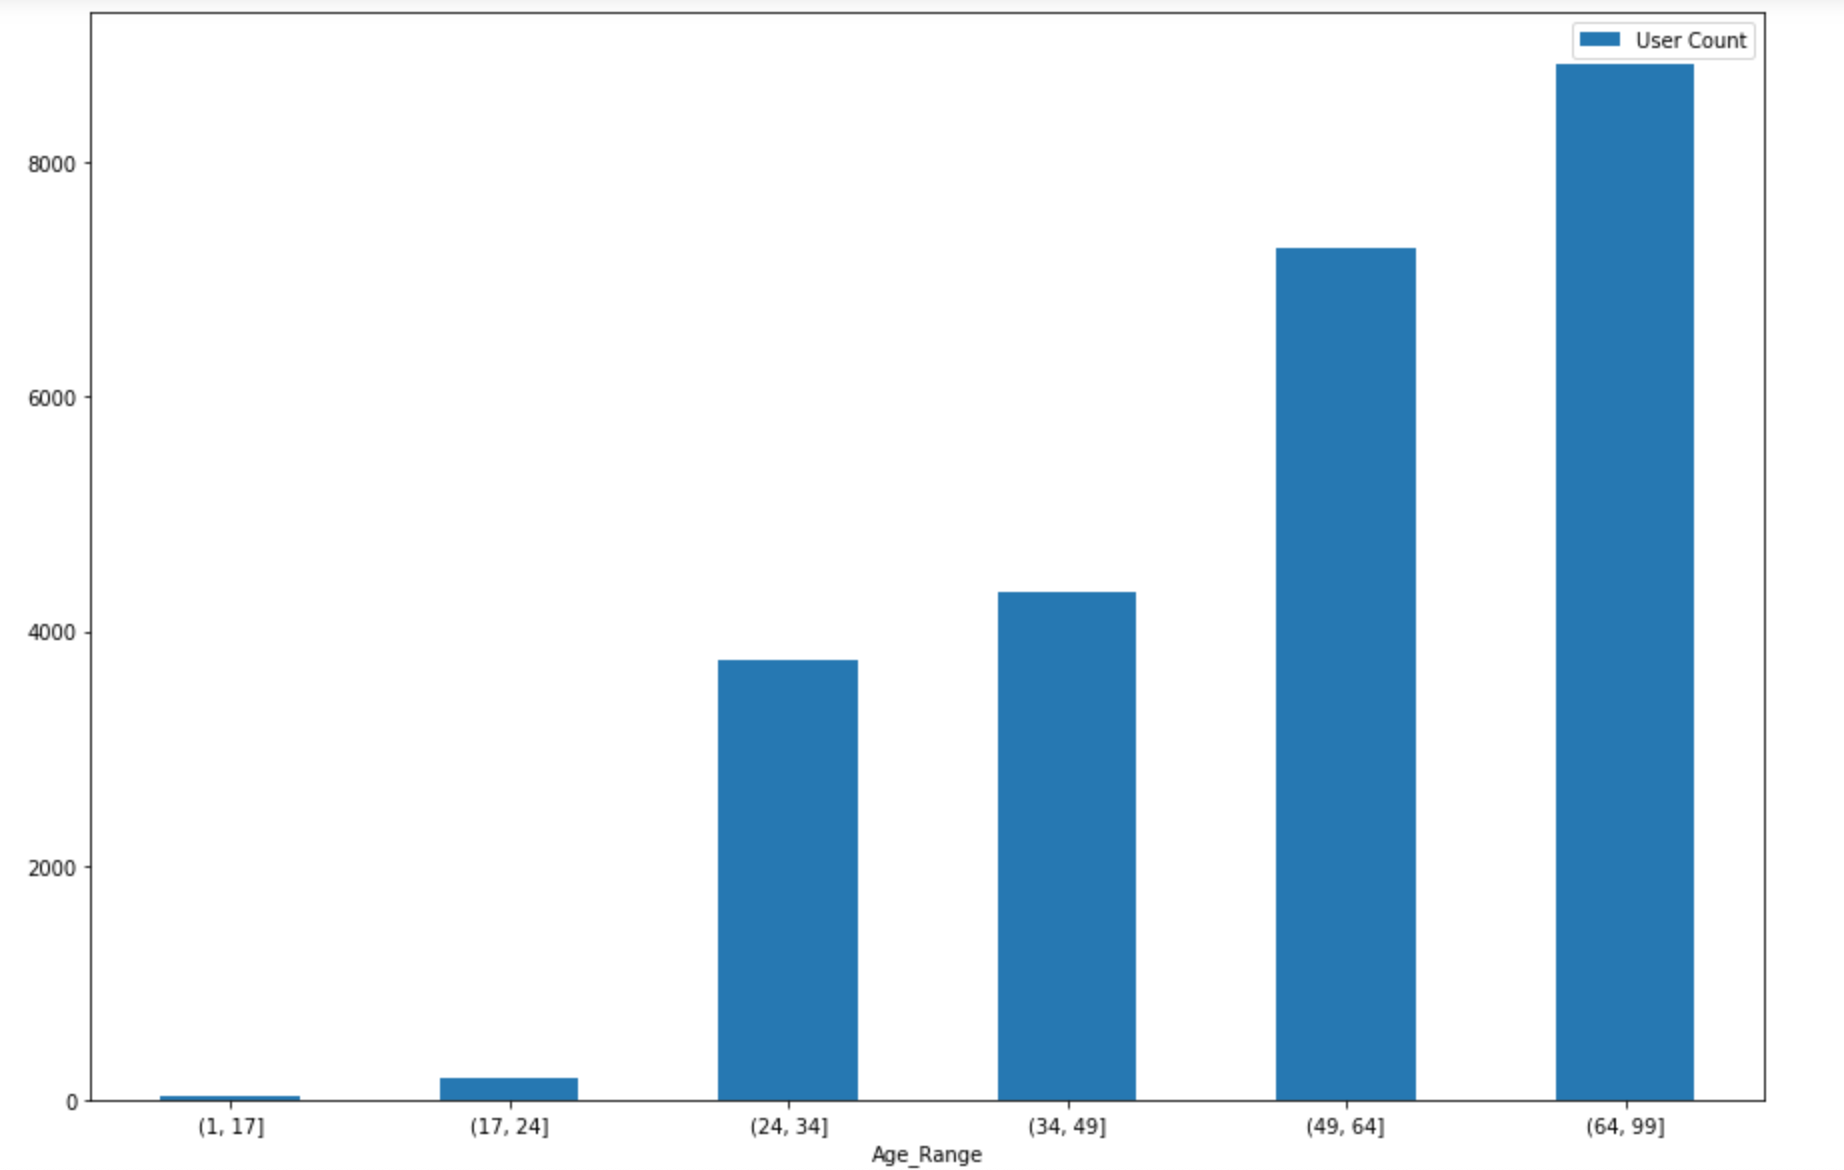 User Count
8000
6000
4000
2000
0
(1, 17] (17, 24] (24, 34] (34, 49] (49, 64] (64, 99]
Age_Range